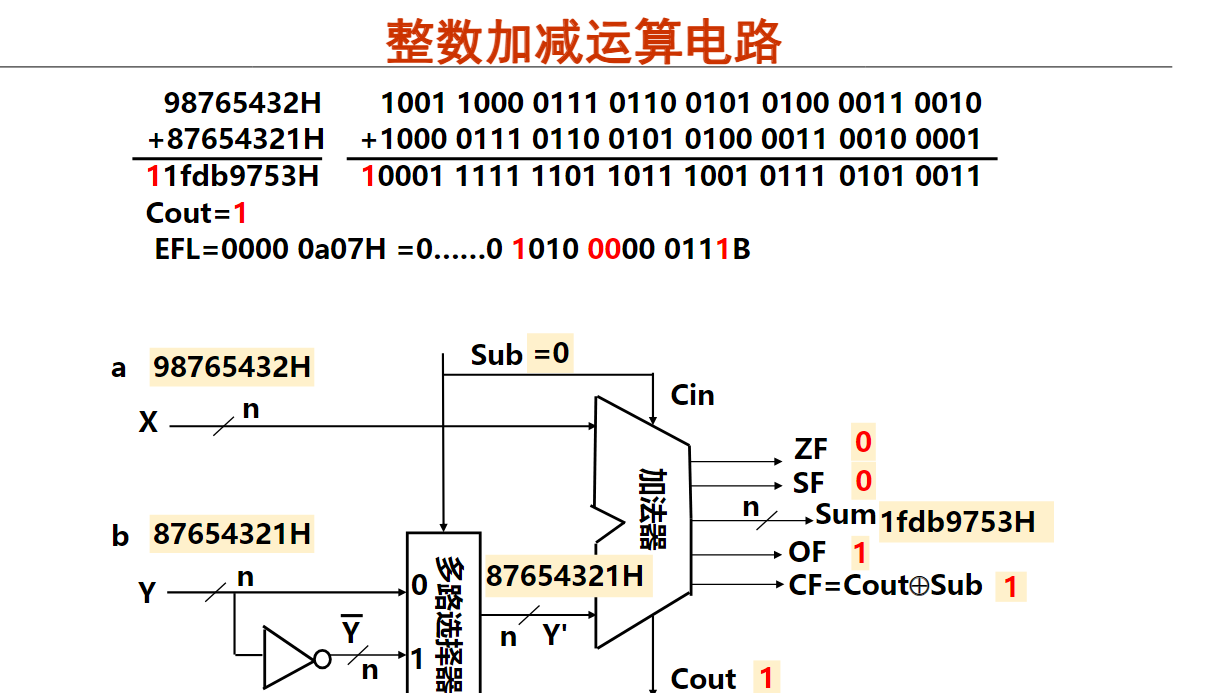 整数加减运算电路
98765432H 1001 1000 0111 0110 0101 0100 0011 0010
+87654321H +1000 0111 0110 0101 0100 0011 0010 0001
11fdb9753H 10001 1111 1101 1011 1001 0111 0101 0011
Cout=1
EFL=0000 0a07H =0……0 1010 0000 0111B
Sub =0
a 98765432H
Cin
X n
ZF 0
SF 0
n Sum 1fdb9753H
加法器
b 87654321H
OF 1
CF=Cout⊕Sub 1
Y n
0 87654321H
多路选择器
n Y'
Y̅
n
1
Cout 1